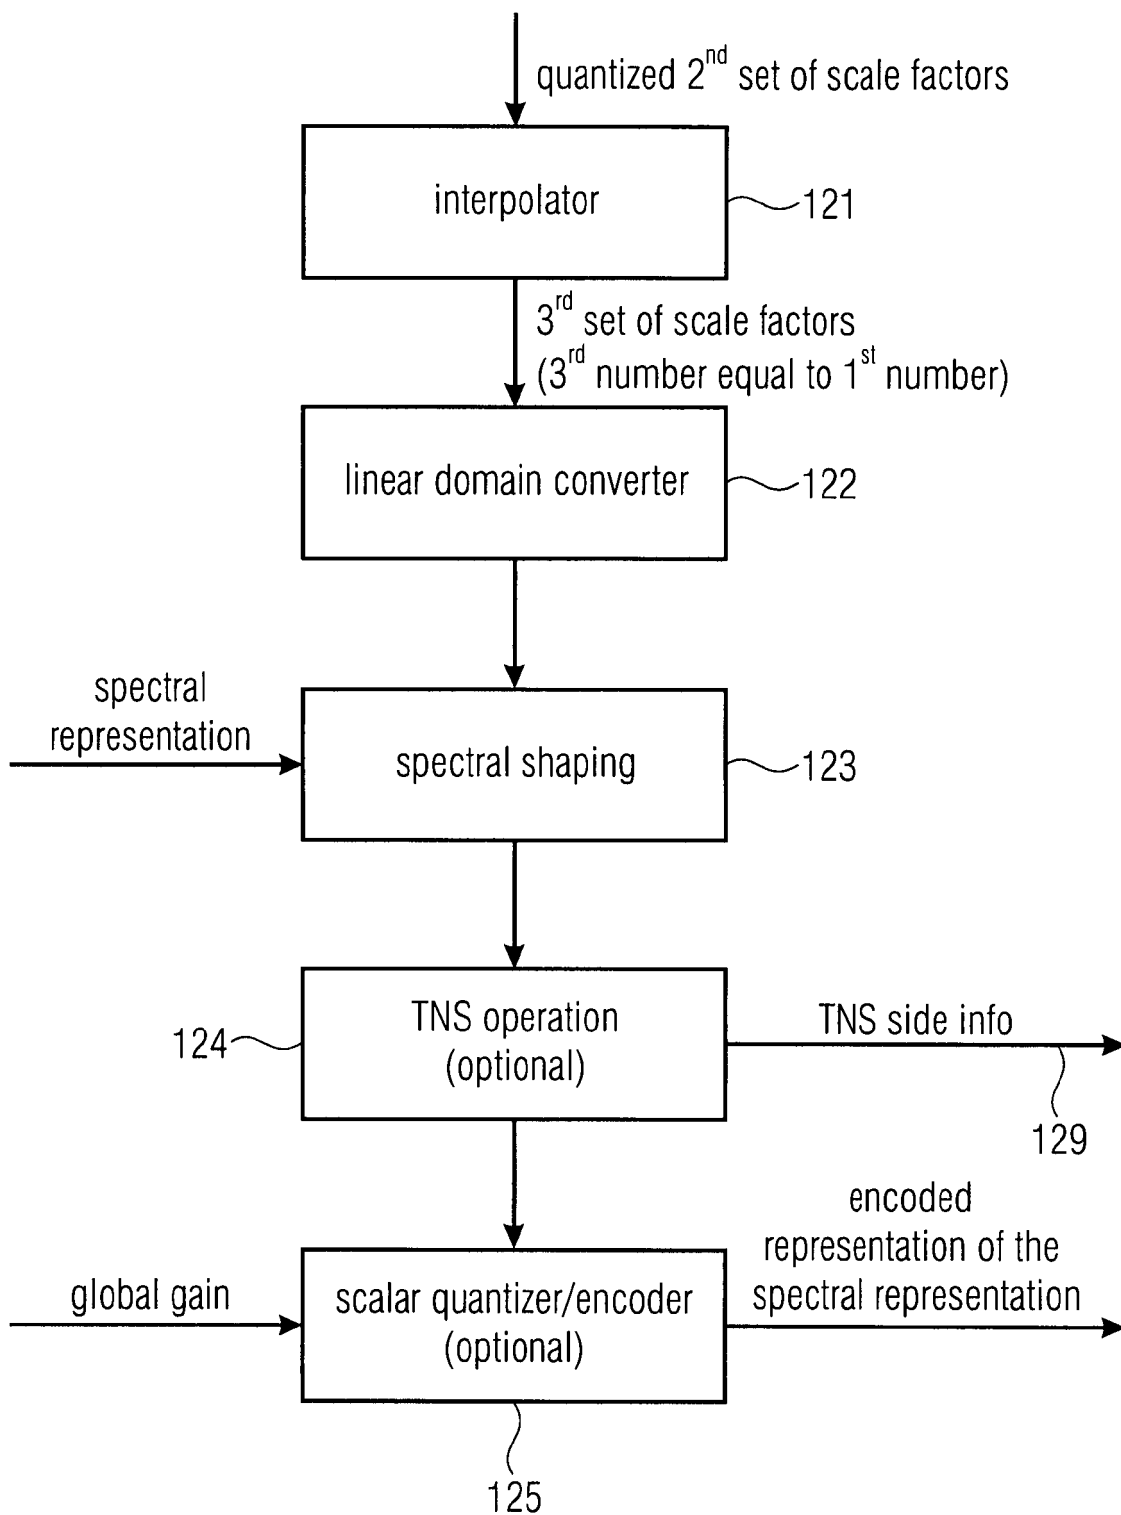 quantized 2nd set of scale factors
interpolator
121
3rd set of scale factors
(3rd number equal to 1st number)
linear domain converter
122
spectral
representation
spectral shaping
123
TNS operation
(optional)
124
TNS side info
129
encoded
representation of the
spectral representation
global gain
scalar quantizer/encoder
(optional)
125